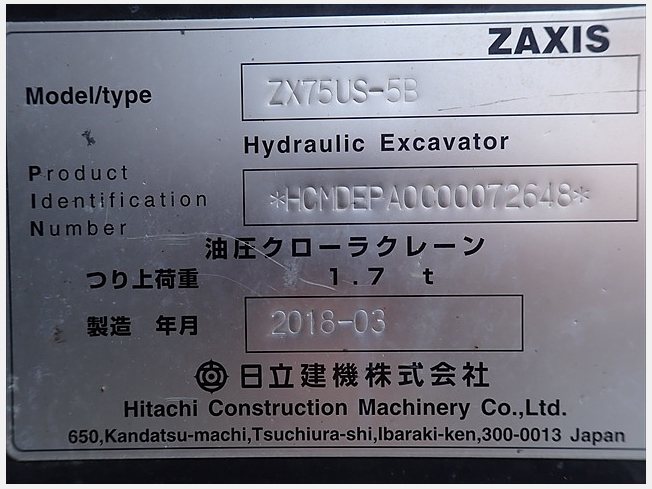 ZAXIS
Model/type ZX75US-5B
Hydraulic Excavator
Product
Identification *HCMDEPA0C00072648*
Number
油圧クローラクレーン
つり上荷重 1.7 t
製造 年月 2018-03
日立建機株式会社
Hitachi Construction Machinery Co.,Ltd.
650,Kandatsu-machi,Tsuchiura-shi,Ibaraki-ken,300-0013 Japan